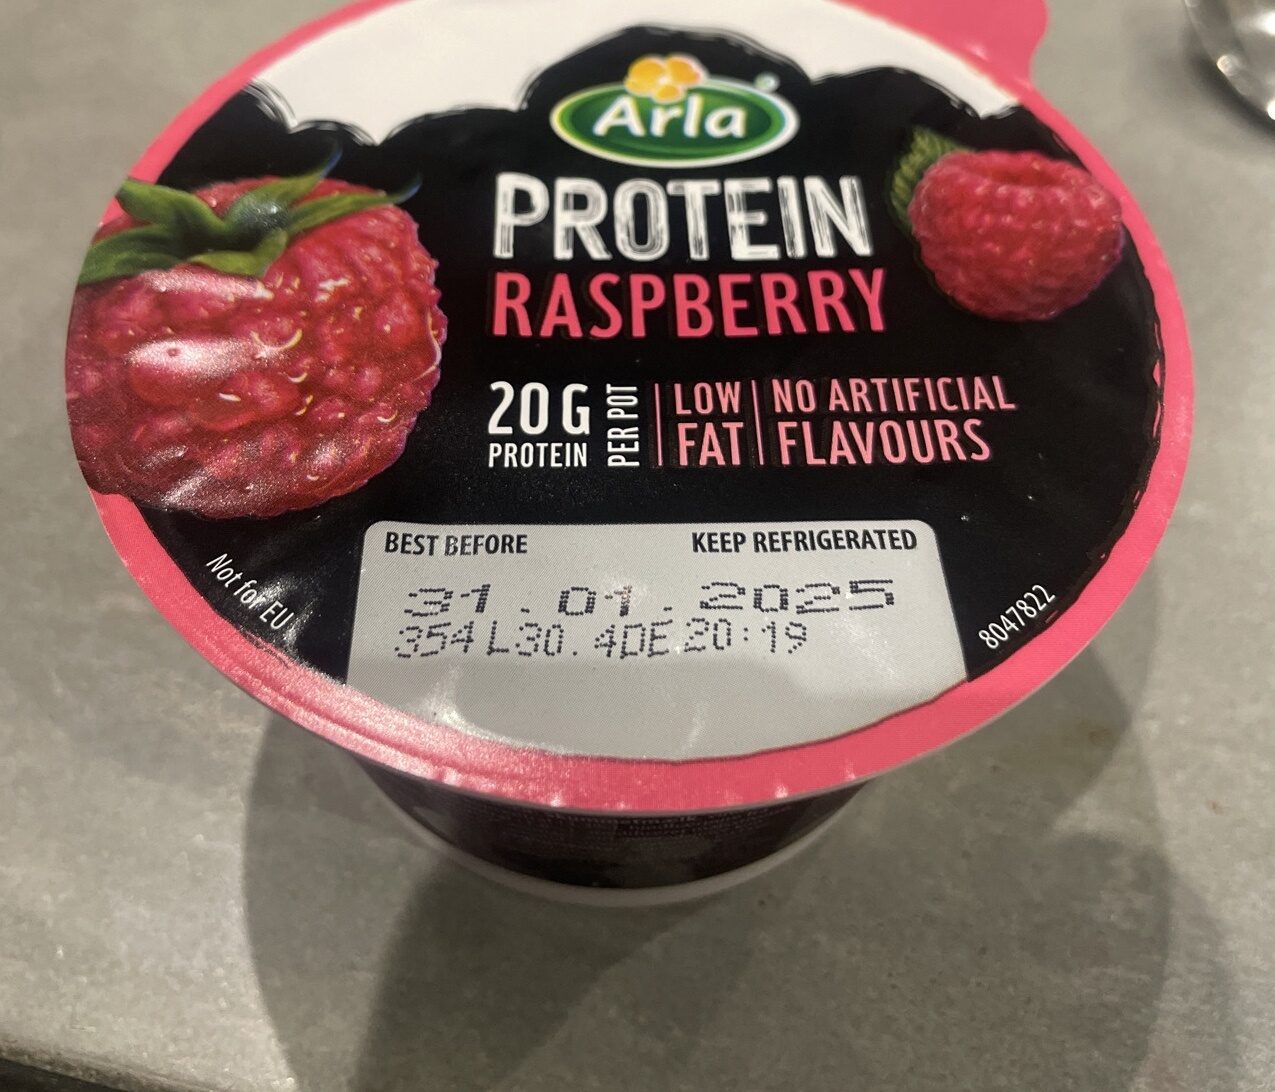 Arla
PROTEIN
RASPBERRY
20 G
PROTEIN
PER POT
LOW
FAT
NO ARTIFICIAL
FLAVOURS
BEST BEFORE
KEEP REFRIGERATED
31.01.2025
354L30.4DE20:19
Not for EU
8047822